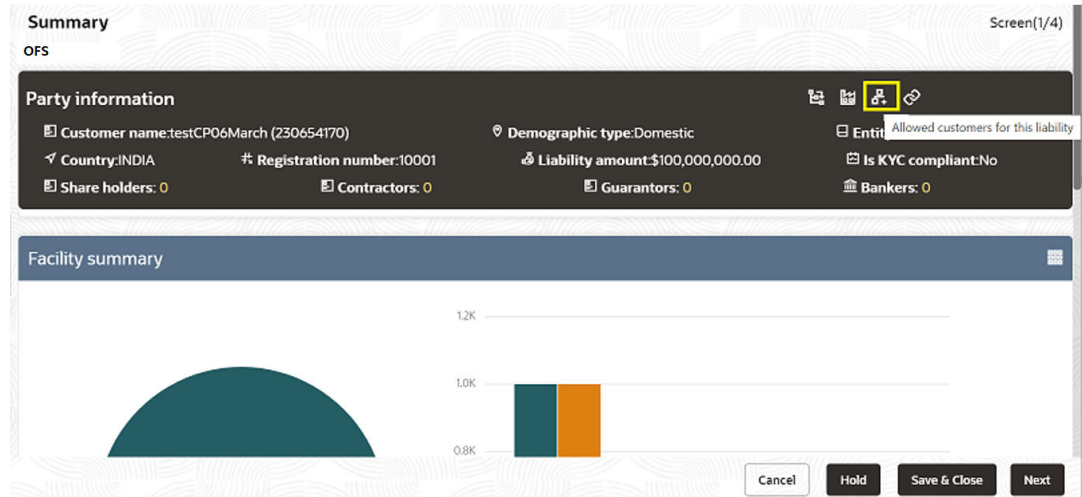 Summary
Screen(1/4)
OFS
Party information
Allowed customers for this liability
Customer name:testCP06March (230654170)
Demographic type:Domestic
Country:INDIA
Registration number:10001
Liability amount:$100,000,000.00
Is KYC compliant:No
Share holders: 0
Contractors: 0
Guarantors: 0
Bankers: 0
Facility summary
1.2K
1.0K
0.8K
Cancel
Hold
Save & Close
Next